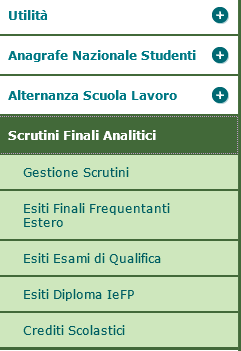 Utilità
Anagrafe Nazionale Studenti
Alternanza Scuola Lavoro
Scrutini Finali Analitici
Gestione Scrutini
Esiti Finali Frequentanti
Estero
Esiti Esami di Qualifica
Esiti Diploma IeFP
Crediti Scolastici